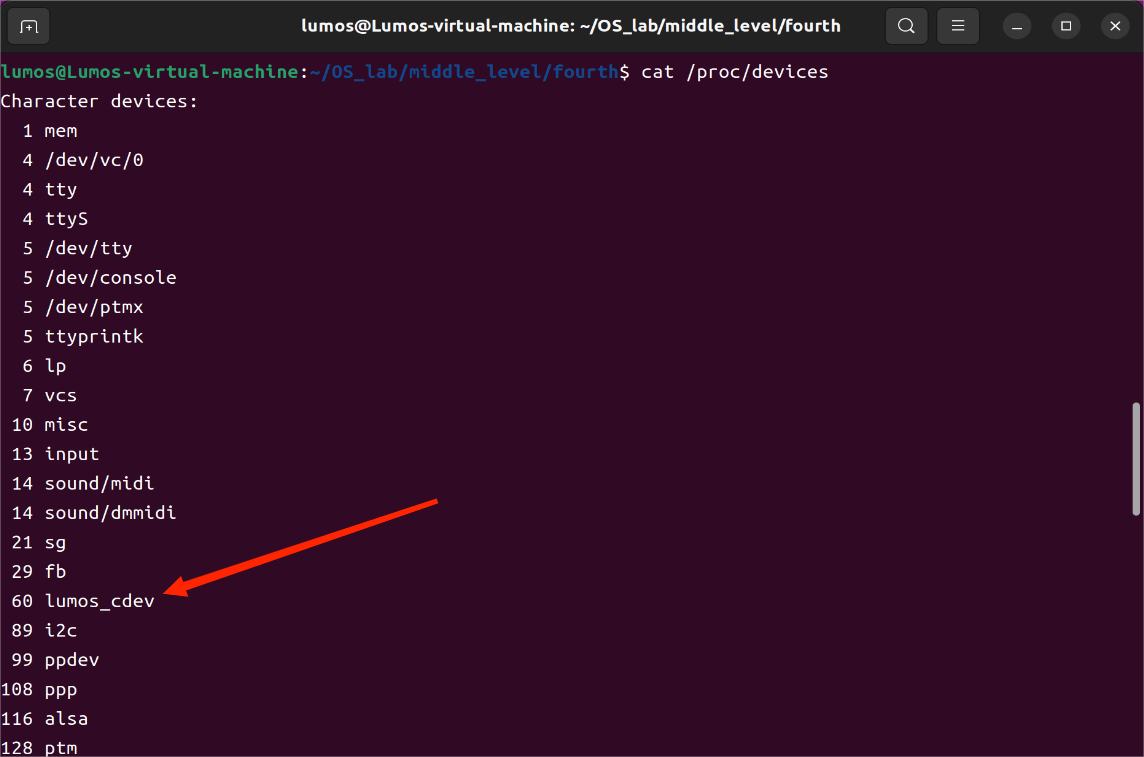 lumos@Lumos-virtual-machine: ~/OS_lab/middle_level/fourth
lumos@Lumos-virtual-machine:~/OS_lab/middle_level/fourth$ cat /proc/devices
Character devices:
  1 mem
  4 /dev/vc/0
  4 tty
  4 ttyS
  5 /dev/tty
  5 /dev/console
  5 /dev/ptmx
  5 ttyprintk
  6 lp
  7 vcs
 10 misc
 13 input
 14 sound/midi
 14 sound/dmmidi
 21 sg
 29 fb
 60 lumos_cdev
 89 i2c
 99 ppdev
108 ppp
116 alsa
128 ptm